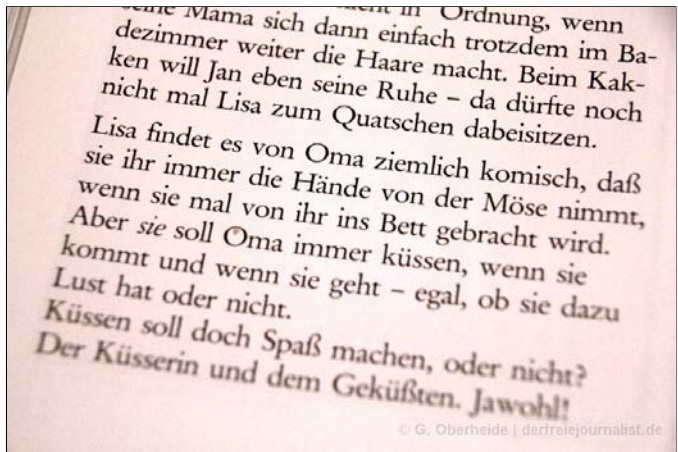 seine Mama sich dann einfach trotzdem im Ba-
dezimmer weiter die Haare macht. Beim Kak-
ken will Jan eben seine Ruhe – da dürfte noch
nicht mal Lisa zum Quatschen dabeisitzen.
Lisa findet es von Oma ziemlich komisch, daß
sie ihr immer die Hände von der Möse nimmt,
wenn sie mal von ihr ins Bett gebracht wird.
Aber sie soll Oma immer küssen, wenn sie
kommt und wenn sie geht – egal, ob sie dazu
Lust hat oder nicht.
Küssen soll doch Spaß machen, oder nicht?
Der Küsserin und dem Geküßten. Jawohl!
© G. Oberheide | derfreiejournalist.de